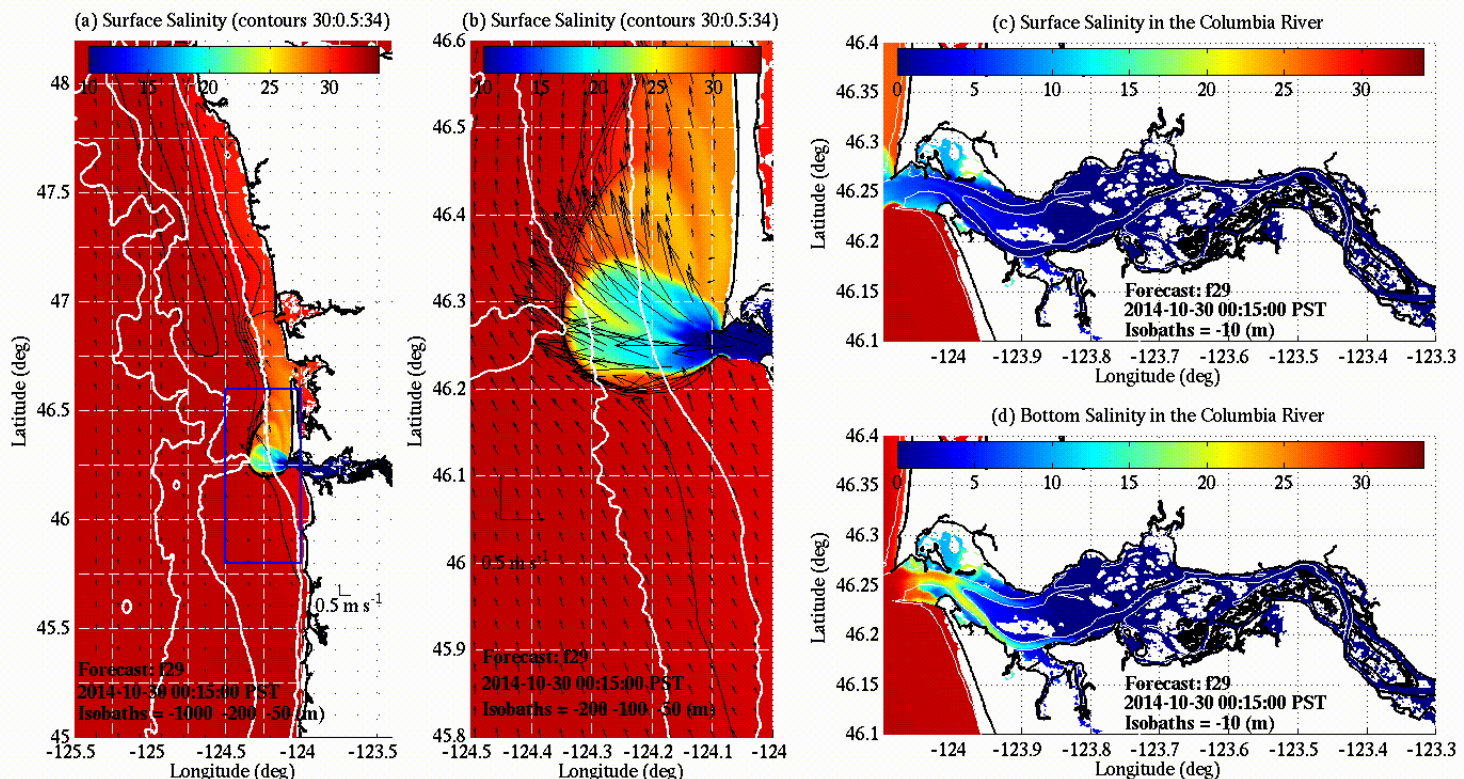 (a) Surface Salinity (contours 30:0.5:34)
10 15 20 25 30
48
47.5
47
46.5
46
45.5
45
Latitude (deg)
0.5 m s⁻¹
Forecast: f29
2014-10-30 00:15:00 PST
Isobaths = -1000 -200 -50 (m)
-125.5 -125 -124.5 -124 -123.5
Longitude (deg)
(b) Surface Salinity (contours 30:0.5:34)
10 15 20 25 30
46.6
46.5
46.4
46.3
46.2
46.1
46
45.9
45.8
Latitude (deg)
0.5 m s⁻¹
Forecast: f29
2014-10-30 00:15:00 PST
Isobaths = -200 -100 -50 (m)
-124.5 -124.4 -124.3 -124.2 -124.1 -124
Longitude (deg)
(c) Surface Salinity in the Columbia River
0 5 10 15 20 25 30
46.4
46.35
46.3
46.25
46.2
46.15
46.1
Latitude (deg)
Forecast: f29
2014-10-30 00:15:00 PST
Isobaths = -10 (m)
-124 -123.9 -123.8 -123.7 -123.6 -123.5 -123.4 -123.3
Longitude (deg)
(d) Bottom Salinity in the Columbia River
0 5 10 15 20 25 30
46.4
46.35
46.3
46.25
46.2
46.15
46.1
Latitude (deg)
Forecast: f29
2014-10-30 00:15:00 PST
Isobaths = -10 (m)
-124 -123.9 -123.8 -123.7 -123.6 -123.5 -123.4 -123.3
Longitude (deg)